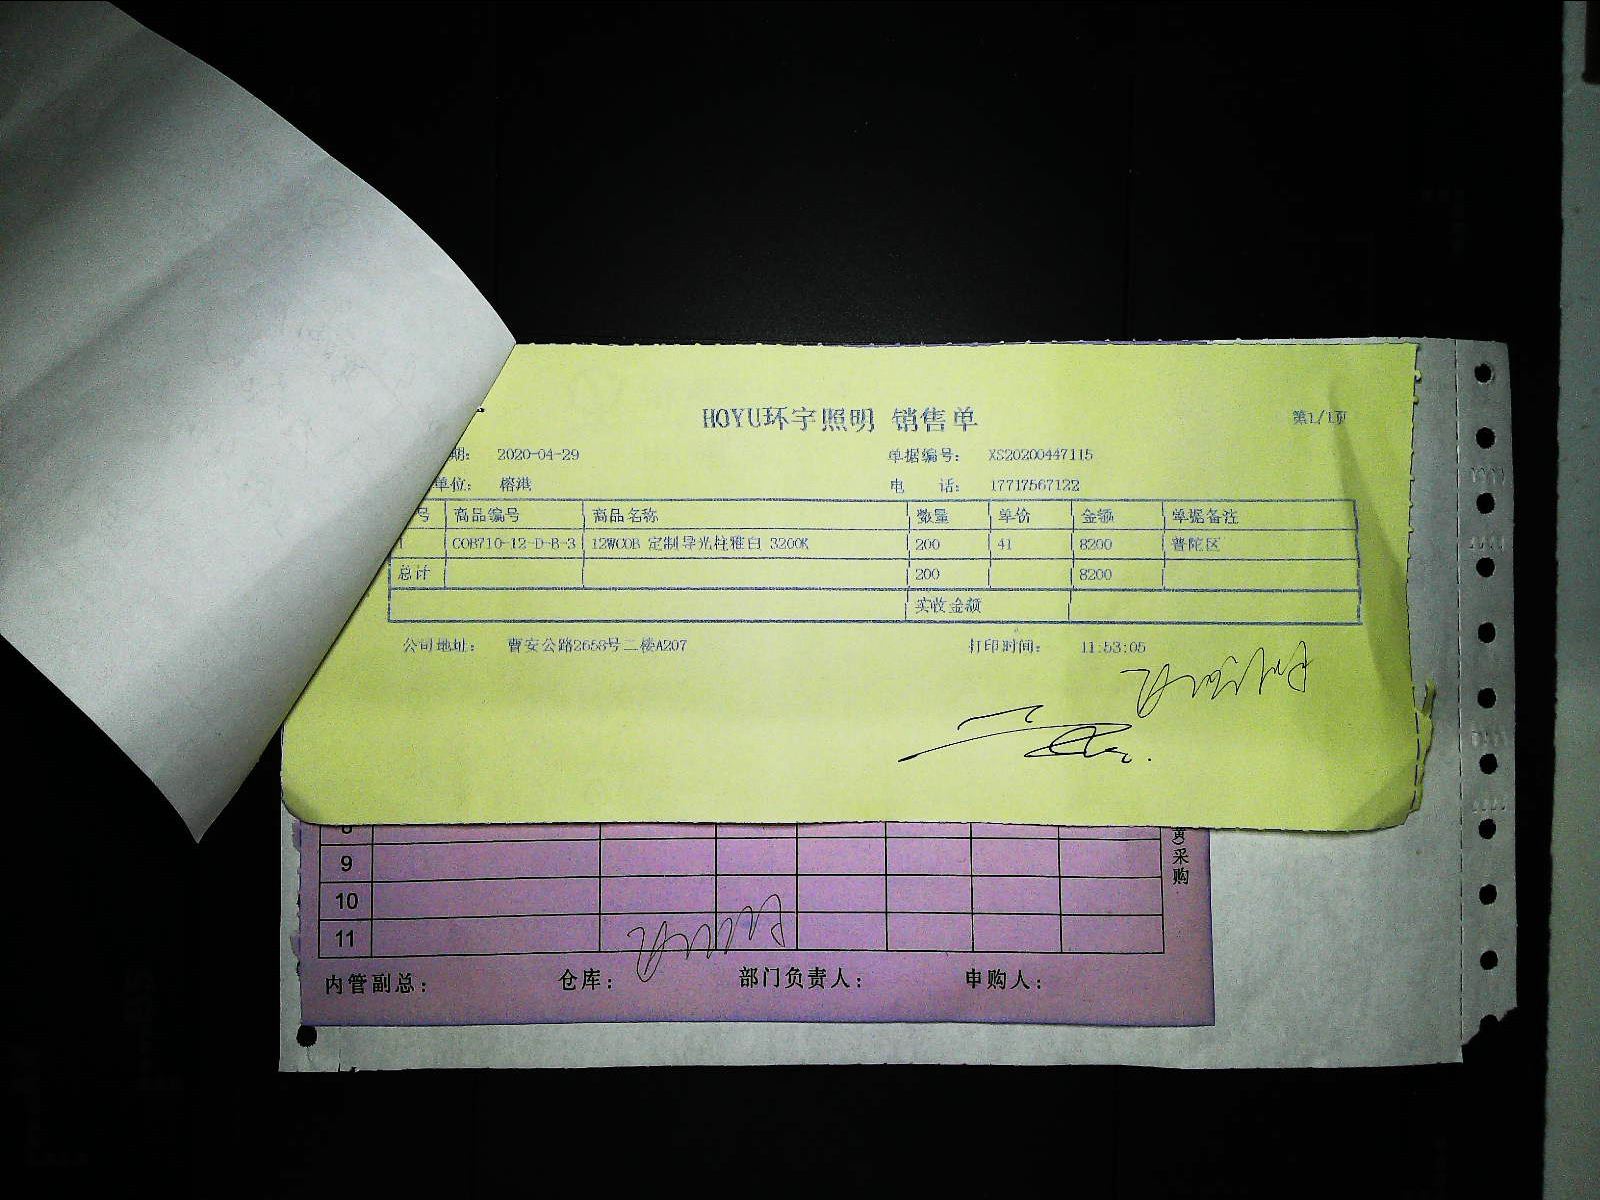 HOYU环宇照明 销售单 第1/1页
期: 2020-04-29 单据编号: XS20200447115
单位: 榕港 电 话: 17717567122
号 商品编号 商品名称 数量 单价 金额 单据备注
1 COB710-12-D-B-3 12WCOB 定制导光柱雅白 3200K 200 41 8200 普陀区
总计 200 8200
实收金额
公司地址: 曹安公路2658号二楼A207 打印时间: 11:53:05
8
9
10
11
黄)采购
内管副总: 仓库: 部门负责人: 申购人: